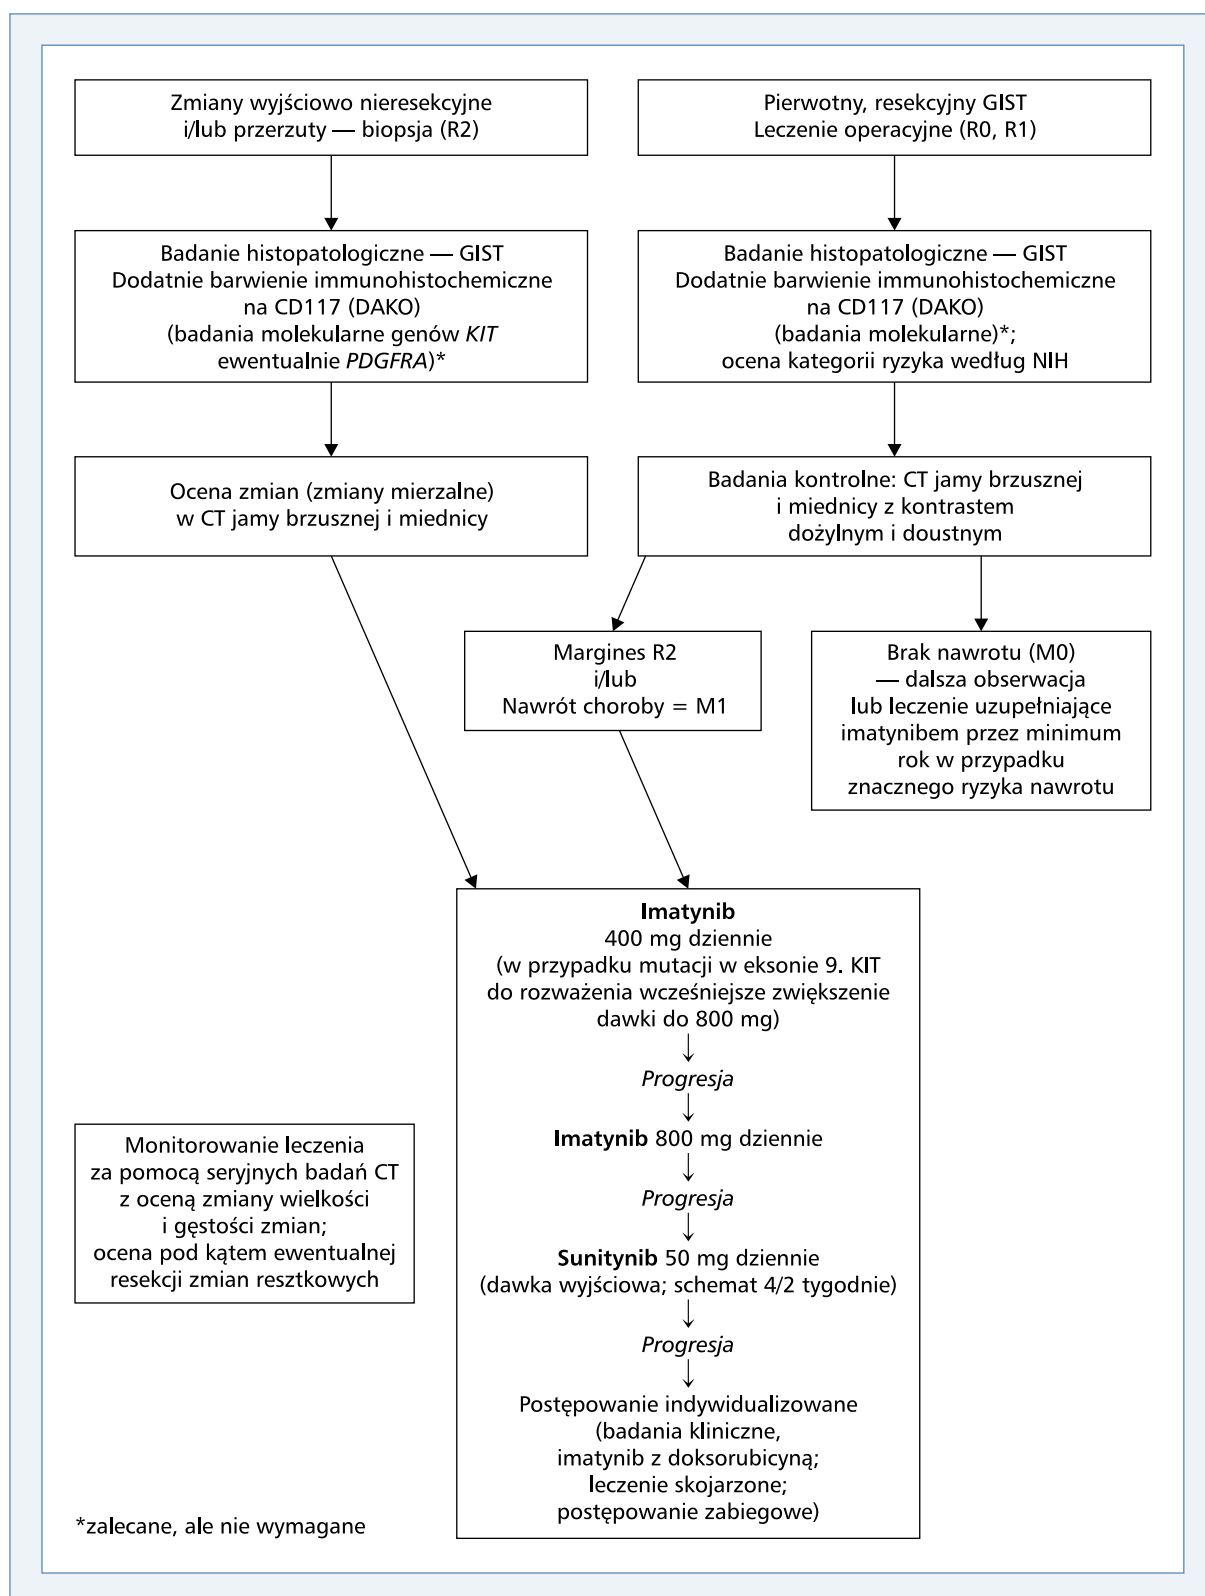 Zmiany wyjściowo nieresekcyjne
i/lub przerzuty — biopsja (R2)
Pierwotny, resekcyjny GIST
Leczenie operacyjne (R0, R1)
Badanie histopatologiczne — GIST
Dodatnie barwienie immunohistochemiczne
na CD117 (DAKO)
(badania molekularne genów KIT
ewentualnie PDGFRA)*
Badanie histopatologiczne — GIST
Dodatnie barwienie immunohistochemiczne
na CD117 (DAKO)
(badania molekularne)*;
ocena kategorii ryzyka według NIH
Ocena zmian (zmiany mierzalne)
w CT jamy brzusznej i miednicy
Badania kontrolne: CT jamy brzusznej
i miednicy z kontrastem
dożylnym i doustnym
Margines R2
i/lub
Nawrót choroby = M1
Brak nawrotu (M0)
— dalsza obserwacja
lub leczenie uzupełniające
imatynibem przez minimum
rok w przypadku
znacznego ryzyka nawrotu
Imatynib
400 mg dziennie
(w przypadku mutacji w eksonie 9. KIT
do rozważenia wcześniejsze zwiększenie
dawki do 800 mg)
Progresja
Imatynib 800 mg dziennie
Progresja
Sunitynib 50 mg dziennie
(dawka wyjściowa; schemat 4/2 tygodnie)
Progresja
Postępowanie indywidualizowane
(badania kliniczne,
imatynib z doksorubicyną;
leczenie skojarzone;
postępowanie zabiegowe)
Monitorowanie leczenia
za pomocą seryjnych badań CT
z oceną zmiany wielkości
i gęstości zmian;
ocena pod kątem ewentualnej
resekcji zmian resztkowych
*zalecane, ale nie wymagane